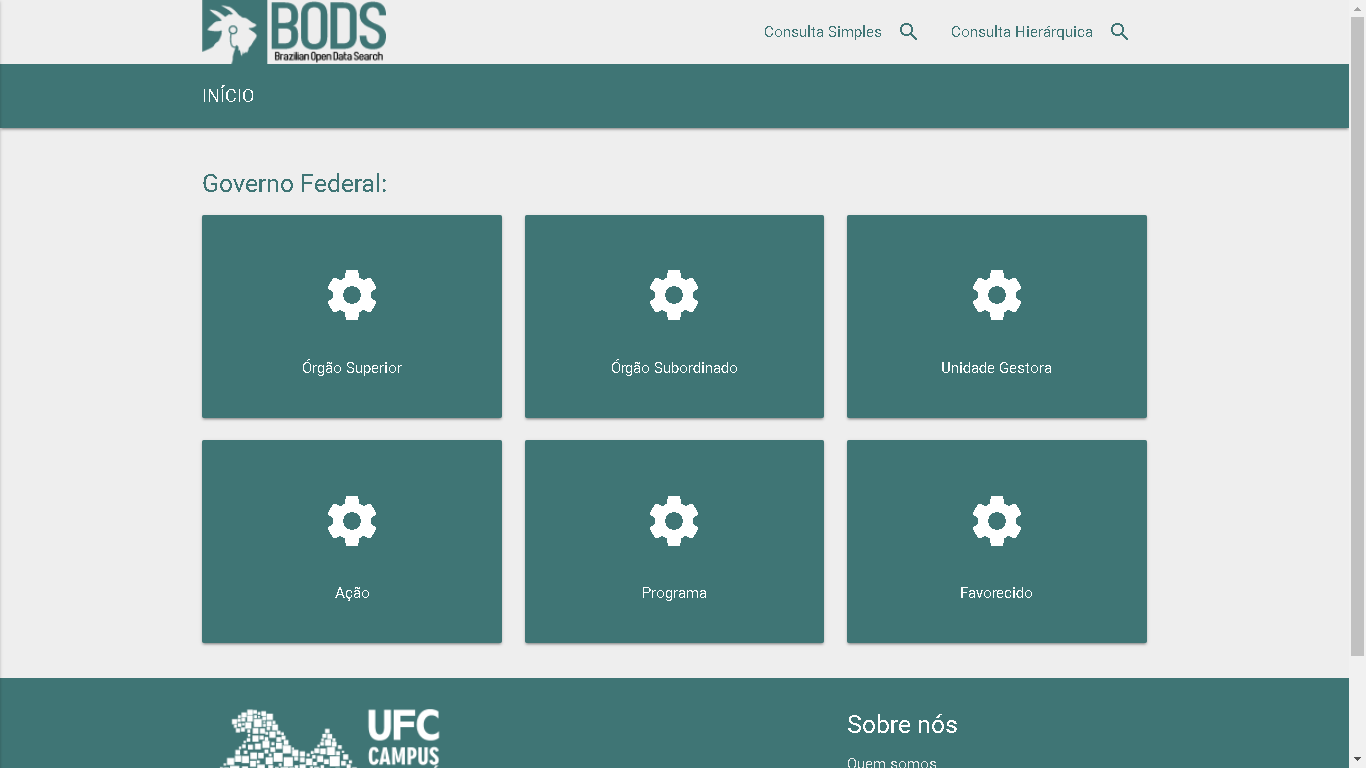 BODS
Brazilian Open Data Search
Consulta Simples
Consulta Hierárquica
INÍCIO
Governo Federal:
Órgão Superior
Órgão Subordinado
Unidade Gestora
Ação
Programa
Favorecido
UFC
CAMPUS
Sobre nós
Quem somos